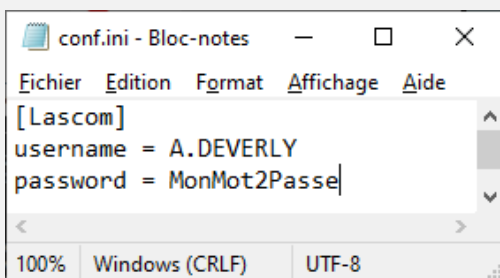 conf.ini - Bloc-notes
Fichier Edition Format Affichage Aide
[Lascom]
username = A.DEVERLY
password = MonMot2Passe
100% Windows (CRLF) UTF-8